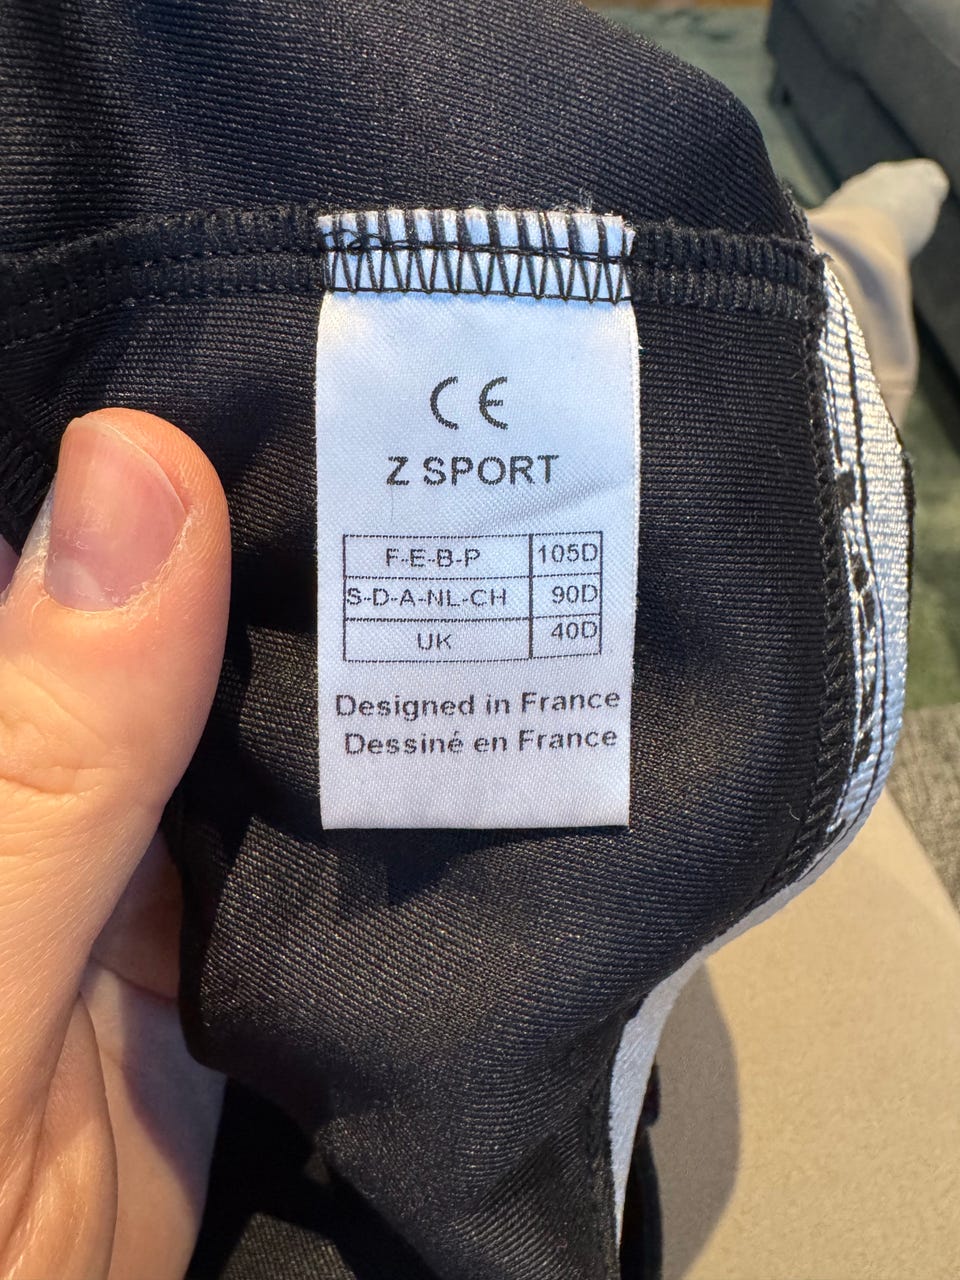 CE
Z SPORT
F-E-B-P 105D
S-D-A-NL-CH 90D
UK 40D
Designed in France
Dessiné en France